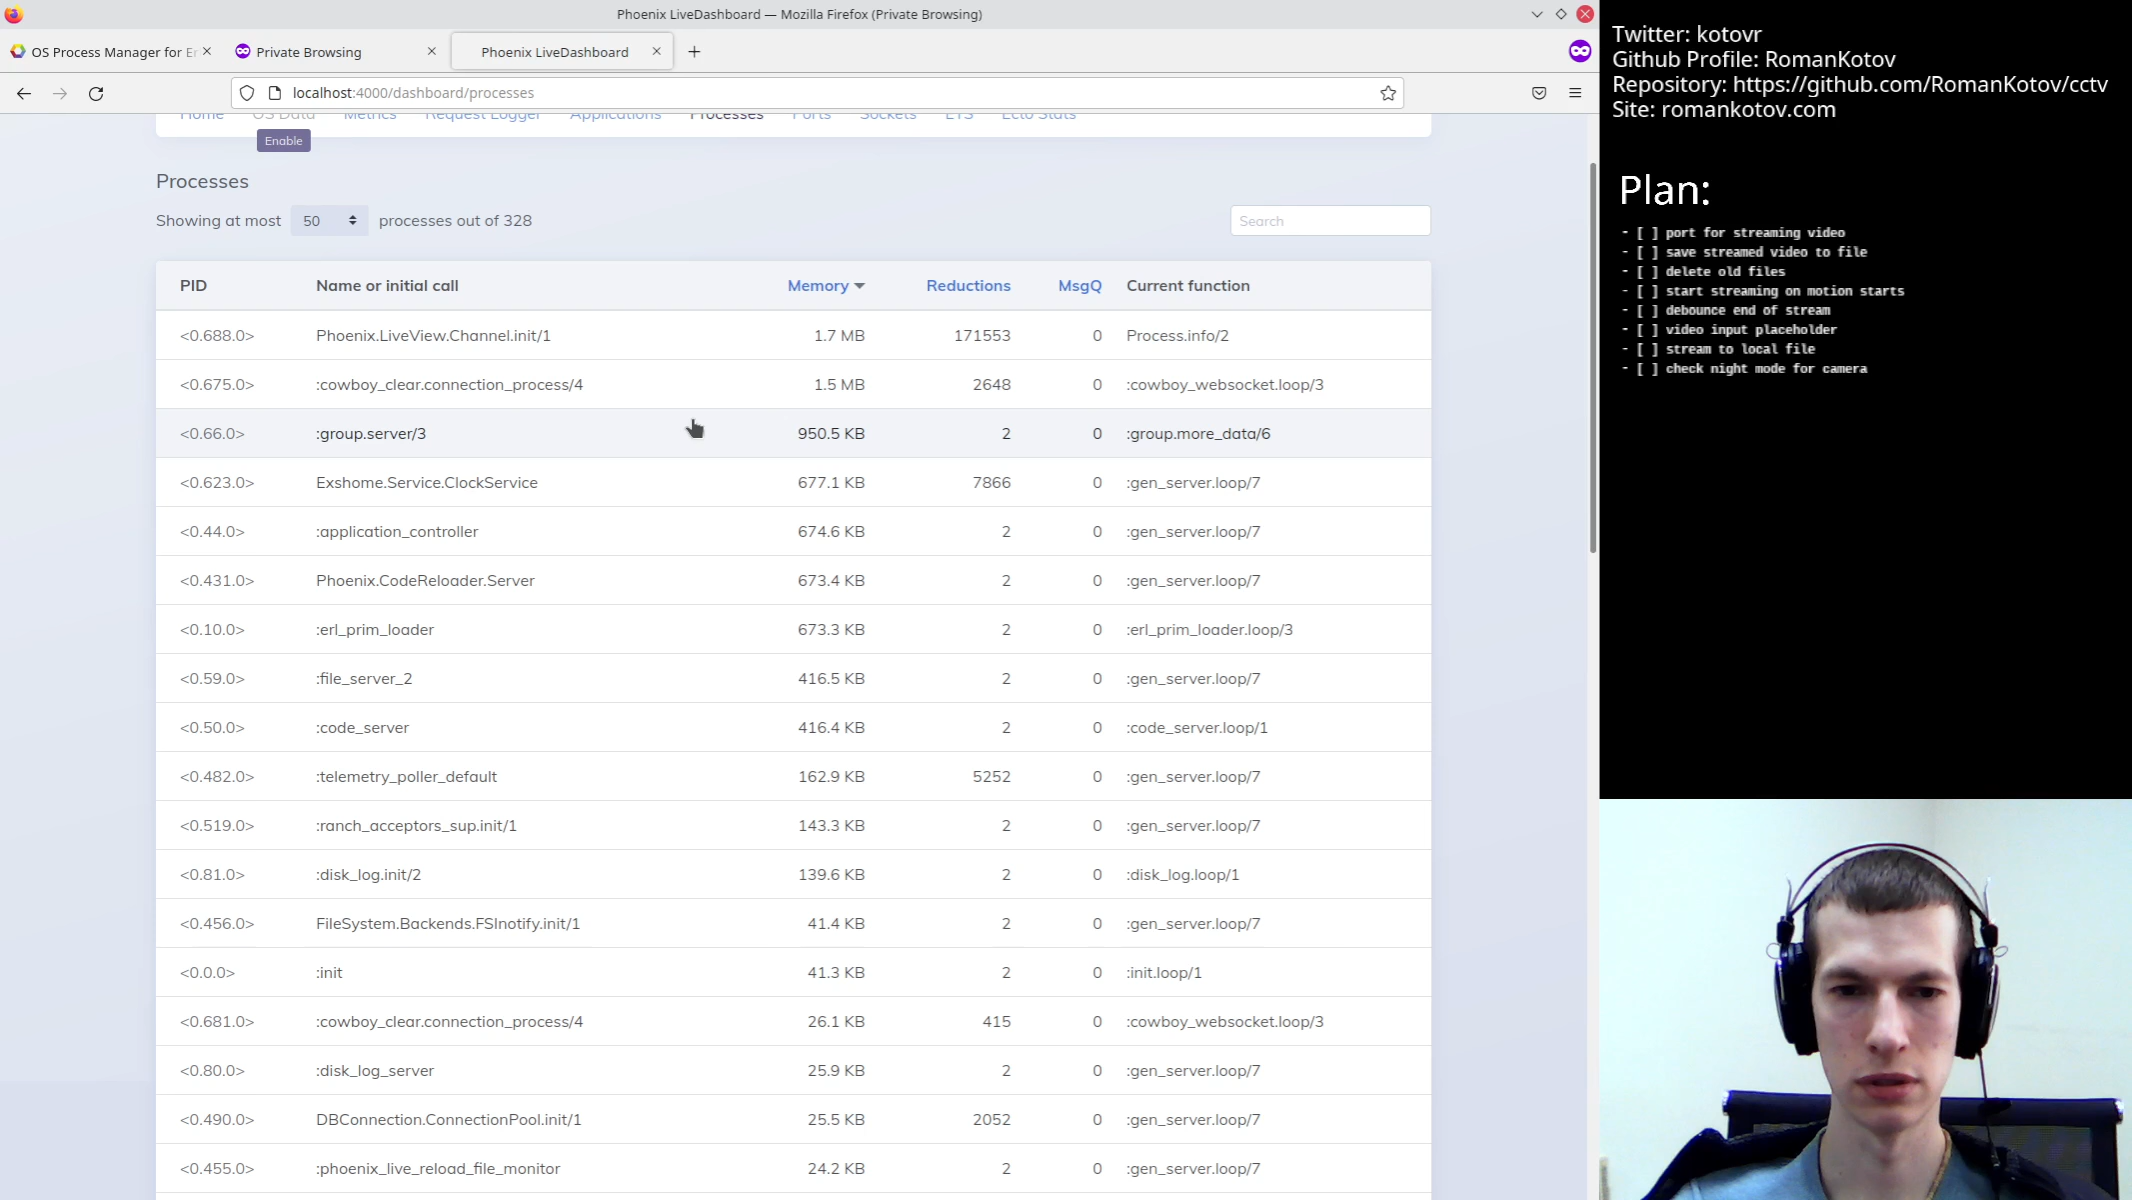 Phoenix LiveDashboard — Mozilla Firefox (Private Browsing)
OS Process Manager for Er
Private Browsing
Phoenix LiveDashboard
localhost:4000/dashboard/processes
Home OS Data Metrics Request Logger Applications Processes Ports Sockets ETS Ecto Stats
Enable
Processes
Showing at most 50 processes out of 328
Search
PID Name or initial call Memory Reductions MsgQ Current function
<0.688.0> Phoenix.LiveView.Channel.init/1 1.7 MB 171553 0 Process.info/2
<0.675.0> :cowboy_clear.connection_process/4 1.5 MB 2648 0 :cowboy_websocket.loop/3
<0.66.0> :group.server/3 950.5 KB 2 0 :group.more_data/6
<0.623.0> Exshome.Service.ClockService 677.1 KB 7866 0 :gen_server.loop/7
<0.44.0> :application_controller 674.6 KB 2 0 :gen_server.loop/7
<0.431.0> Phoenix.CodeReloader.Server 673.4 KB 2 0 :gen_server.loop/7
<0.10.0> :erl_prim_loader 673.3 KB 2 0 :erl_prim_loader.loop/3
<0.59.0> :file_server_2 416.5 KB 2 0 :gen_server.loop/7
<0.50.0> :code_server 416.4 KB 2 0 :code_server.loop/1
<0.482.0> :telemetry_poller_default 162.9 KB 5252 0 :gen_server.loop/7
<0.519.0> :ranch_acceptors_sup.init/1 143.3 KB 2 0 :gen_server.loop/7
<0.81.0> :disk_log.init/2 139.6 KB 2 0 :disk_log.loop/1
<0.456.0> FileSystem.Backends.FSInotify.init/1 41.4 KB 2 0 :gen_server.loop/7
<0.0.0> :init 41.3 KB 2 0 :init.loop/1
<0.681.0> :cowboy_clear.connection_process/4 26.1 KB 415 0 :cowboy_websocket.loop/3
<0.80.0> :disk_log_server 25.9 KB 2 0 :gen_server.loop/7
<0.490.0> DBConnection.ConnectionPool.init/1 25.5 KB 2052 0 :gen_server.loop/7
<0.455.0> :phoenix_live_reload_file_monitor 24.2 KB 2 0 :gen_server.loop/7
Twitter: kotovr
Github Profile: RomanKotov
Repository: https://github.com/RomanKotov/cctv
Site: romankotov.com
Plan:
- [ ] port for streaming video
- [ ] save streamed video to file
- [ ] delete old files
- [ ] start streaming on motion starts
- [ ] debounce end of stream
- [ ] video input placeholder
- [ ] stream to local file
- [ ] check night mode for camera